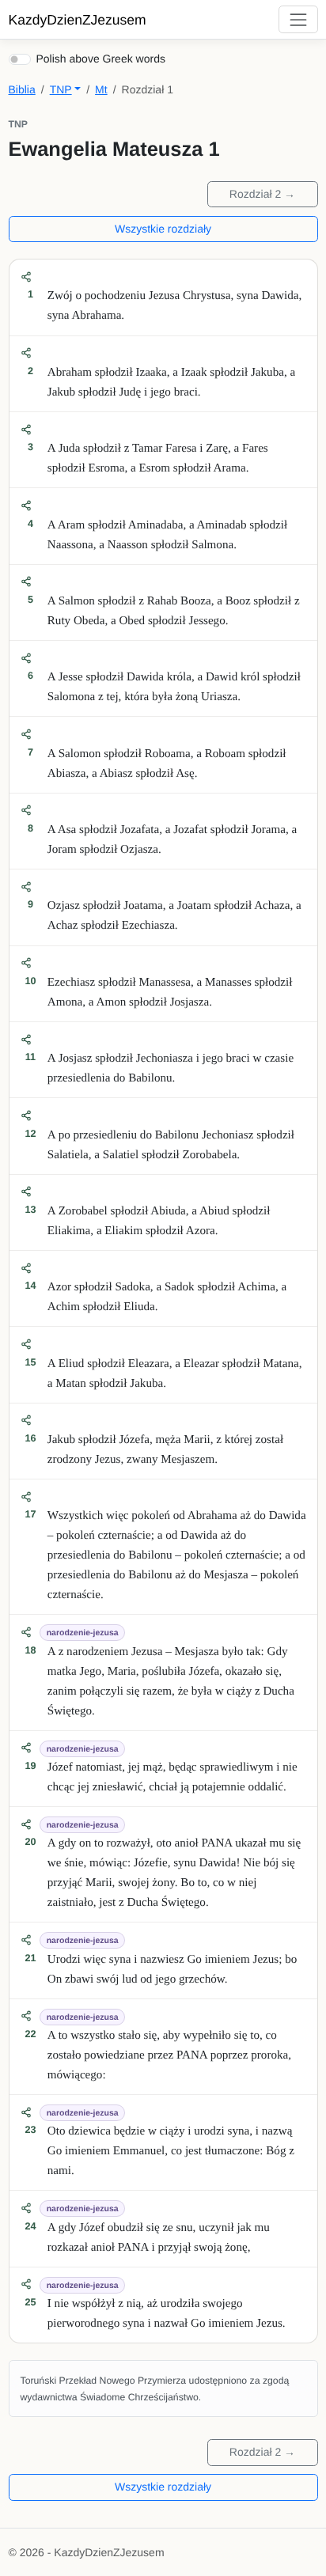 KazdyDzienZJezusem
Polish above Greek words
Biblia / TNP / Mt / Rozdział 1
TNP
Ewangelia Mateusza 1
Rozdział 2 →
Wszystkie rozdziały
1 Zwój o pochodzeniu Jezusa Chrystusa, syna Dawida,
syna Abrahama.
2 Abraham spłodził Izaaka, a Izaak spłodził Jakuba, a
Jakub spłodził Judę i jego braci.
3 A Juda spłodził z Tamar Faresa i Zarę, a Fares
spłodził Esroma, a Esrom spłodził Arama.
4 A Aram spłodził Aminadaba, a Aminadab spłodził
Naassona, a Naasson spłodził Salmona.
5 A Salmon spłodził z Rahab Booza, a Booz spłodził z
Ruty Obeda, a Obed spłodził Jessego.
6 A Jesse spłodził Dawida króla, a Dawid król spłodził
Salomona z tej, która była żoną Uriasza.
7 A Salomon spłodził Roboama, a Roboam spłodził
Abiasza, a Abiasz spłodził Asę.
8 A Asa spłodził Jozafata, a Jozafat spłodził Jorama, a
Joram spłodził Ozjasza.
9 Ozjasz spłodził Joatama, a Joatam spłodził Achaza, a
Achaz spłodził Ezechiasza.
10 Ezechiasz spłodził Manassesa, a Manasses spłodził
Amona, a Amon spłodził Josjasza.
11 A Josjasz spłodził Jechoniasza i jego braci w czasie
przesiedlenia do Babilonu.
12 A po przesiedleniu do Babilonu Jechoniasz spłodził
Salatiela, a Salatiel spłodził Zorobabela.
13 A Zorobabel spłodził Abiuda, a Abiud spłodził
Eliakima, a Eliakim spłodził Azora.
14 Azor spłodził Sadoka, a Sadok spłodził Achima, a
Achim spłodził Eliuda.
15 A Eliud spłodził Eleazara, a Eleazar spłodził Matana,
a Matan spłodził Jakuba.
16 Jakub spłodził Józefa, męża Marii, z której został
zrodzony Jezus, zwany Mesjaszem.
17 Wszystkich więc pokoleń od Abrahama aż do Dawida
– pokoleń czternaście; a od Dawida aż do
przesiedlenia do Babilonu – pokoleń czternaście; a od
przesiedlenia do Babilonu aż do Mesjasza – pokoleń
czternaście.
narodzenie-jezusa
18 A z narodzeniem Jezusa – Mesjasza było tak: Gdy
matka Jego, Maria, poślubiła Józefa, okazało się,
zanim połączyli się razem, że była w ciąży z Ducha
Świętego.
narodzenie-jezusa
19 Józef natomiast, jej mąż, będąc sprawiedliwym i nie
chcąc jej zniesławić, chciał ją potajemnie oddalić.
narodzenie-jezusa
20 A gdy on to rozważył, oto anioł PANA ukazał mu się
we śnie, mówiąc: Józefie, synu Dawida! Nie bój się
przyjąć Marii, swojej żony. Bo to, co w niej
zaistniało, jest z Ducha Świętego.
narodzenie-jezusa
21 Urodzi więc syna i nazwiesz Go imieniem Jezus; bo
On zbawi swój lud od jego grzechów.
narodzenie-jezusa
22 A to wszystko stało się, aby wypełniło się to, co
zostało powiedziane przez PANA poprzez proroka,
mówiącego:
narodzenie-jezusa
23 Oto dziewica będzie w ciąży i urodzi syna, i nazwą
Go imieniem Emmanuel, co jest tłumaczone: Bóg z
nami.
narodzenie-jezusa
24 A gdy Józef obudził się ze snu, uczynił jak mu
rozkazał anioł PANA i przyjął swoją żonę,
narodzenie-jezusa
25 I nie współżył z nią, aż urodziła swojego
pierworodnego syna i nazwał Go imieniem Jezus.
Toruński Przekład Nowego Przymierza udostępniono za zgodą
wydawnictwa Świadome Chrześcijaństwo.
Rozdział 2 →
Wszystkie rozdziały
© 2026 - KazdyDzienZJezusem